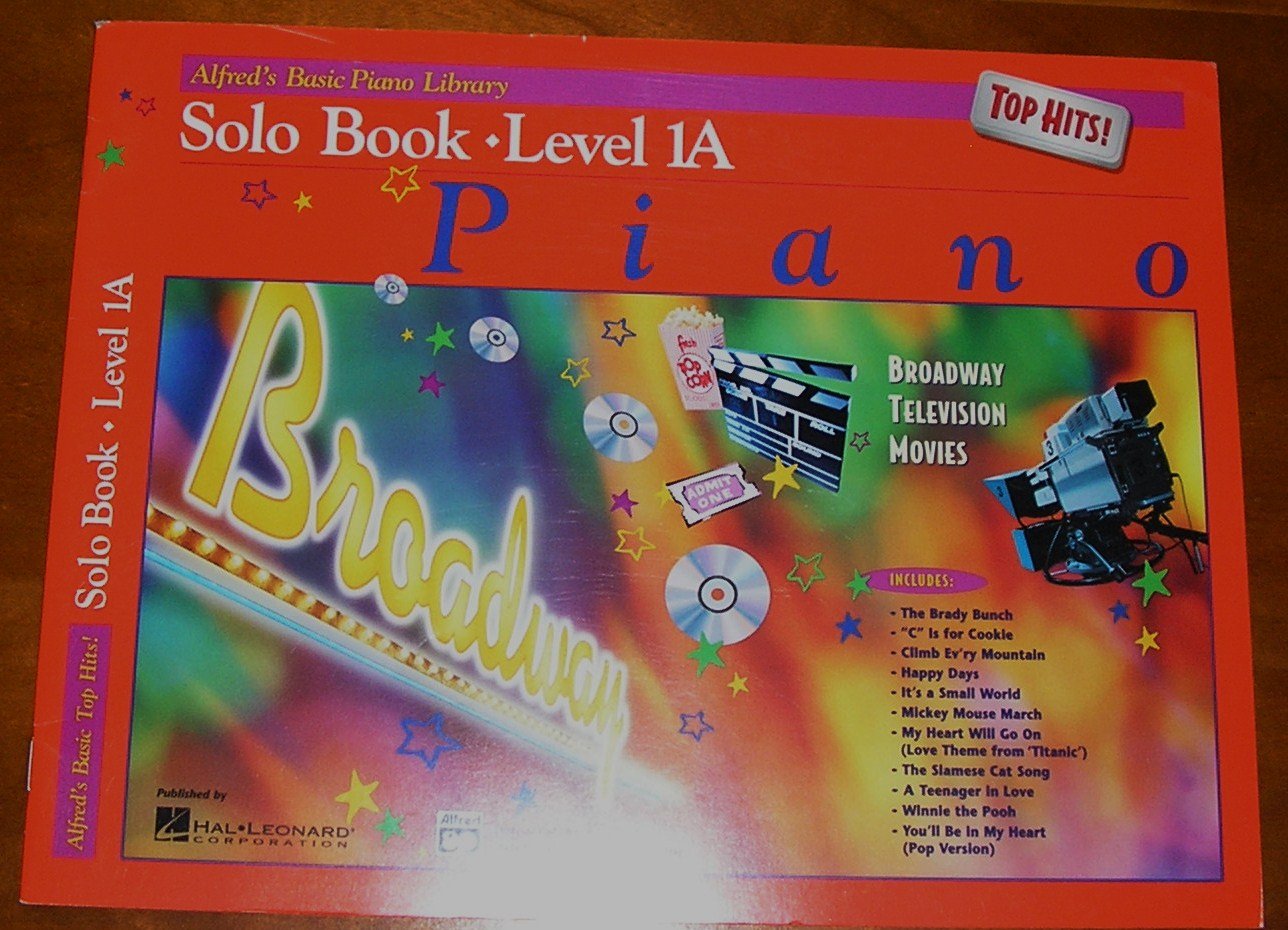 Alfred's Basic Piano Library
TOP HITS!
Solo Book • Level 1A
Piano
Solo Book • Level 1A
Alfred's Basic Top Hits!
Broadway
fresh
POP
CORN
ROLL
SOUND
3
ADMIT
ONE
BROADWAY
TELEVISION
MOVIES
INCLUDES:
- The Brady Bunch
- "C" Is for Cookie
- Climb Ev'ry Mountain
- Happy Days
- It's a Small World
- Mickey Mouse March
- My Heart Will Go On
(Love Theme from 'Titanic')
- The Siamese Cat Song
- A Teenager in Love
- Winnie the Pooh
- You'll Be In My Heart
(Pop Version)
Published by
HAL•LEONARD®
CORPORATION
Alfred